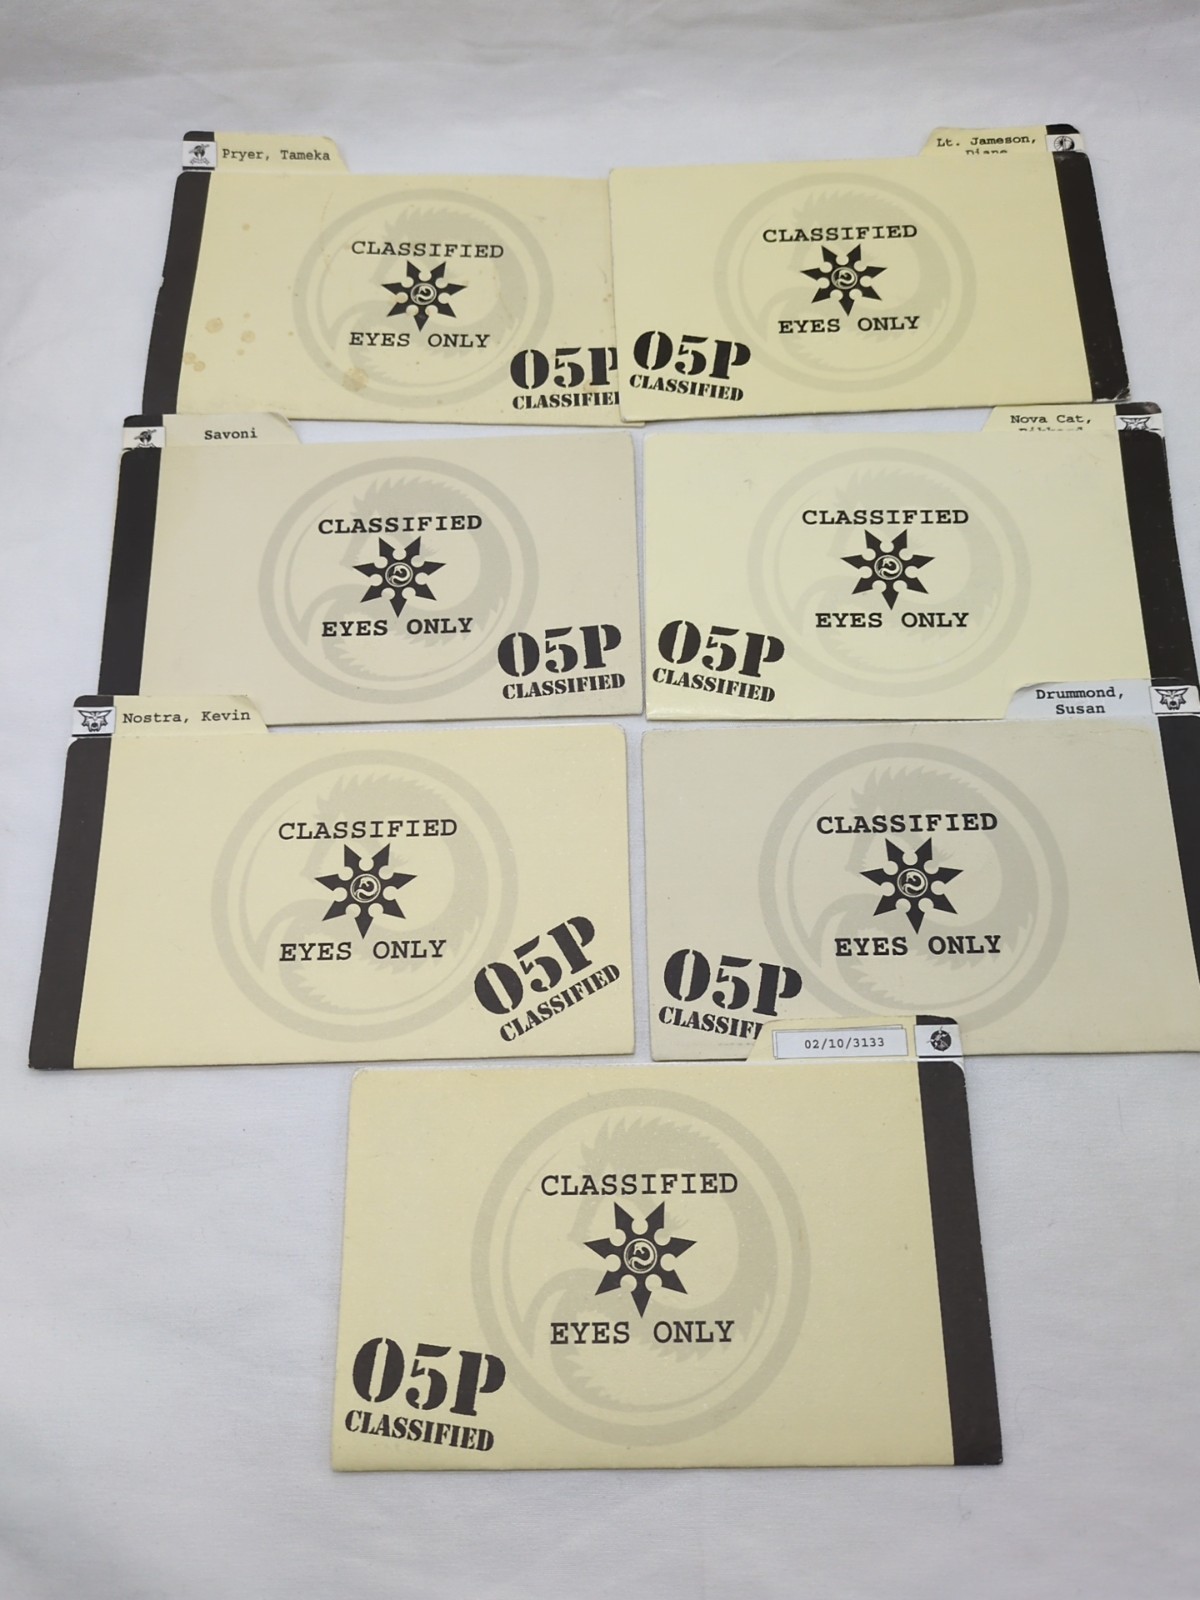 Pryer, Tameka
CLASSIFIED
EYES ONLY
05P
CLASSIFIED
Lt. Jameson,
Diane
CLASSIFIED
EYES ONLY
05P
CLASSIFIED
Savoni
CLASSIFIED
EYES ONLY
05P
CLASSIFIED
Nova Cat,
CLASSIFIED
EYES ONLY
05P
CLASSIFIED
Nostra, Kevin
CLASSIFIED
EYES ONLY
05P
CLASSIFIED
Drummond,
Susan
CLASSIFIED
EYES ONLY
05P
CLASSIF
02/10/3133
CLASSIFIED
EYES ONLY
05P
CLASSIFIED